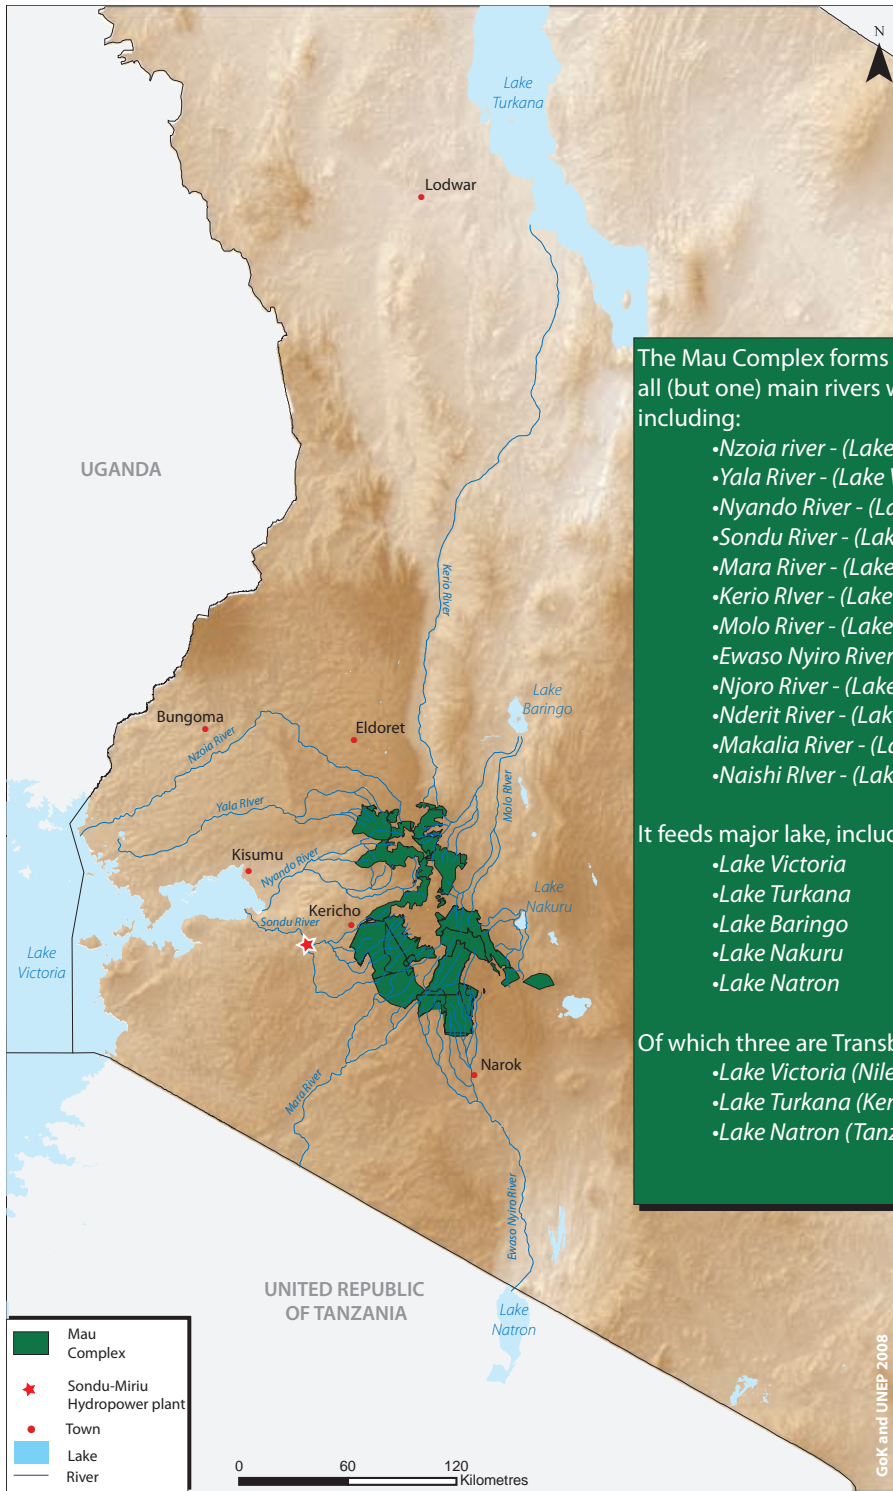 N
Lake
Turkana
Lodwar
The Mau Complex forms
all (but one) main rivers w
including:
•Nzoia river - (Lake
•Yala River - (Lake V
•Nyando River - (La
•Sondu River - (Lak
•Mara River - (Lake
•Kerio RIver - (Lake
•Molo River - (Lake
•Ewaso Nyiro River
•Njoro River - (Lake
•Nderit River - (Lak
•Makalia River - (La
•Naishi RIver - (Lak
It feeds major lake, includ
•Lake Victoria
•Lake Turkana
•Lake Baringo
•Lake Nakuru
•Lake Natron
Of which three are Transb
•Lake Victoria (Nile
•Lake Turkana (Ken
•Lake Natron (Tanz
UGANDA
Kerio River
Lake
Baringo
Bungoma
Eldoret
Nzoia River
Molo RIver
Yala RIver
Kisumu
Nyando River
Lake
Nakuru
Kericho
Sondu River
Lake
Victoria
Narok
Mara River
Ewaso Nyiro River
UNITED REPUBLIC
OF TANZANIA
Lake
Natron
Mau
Complex
Sondu-Miriu
Hydropower plant
Town
Lake
River
0 60 120
Kilometres
GoK and UNEP 2008